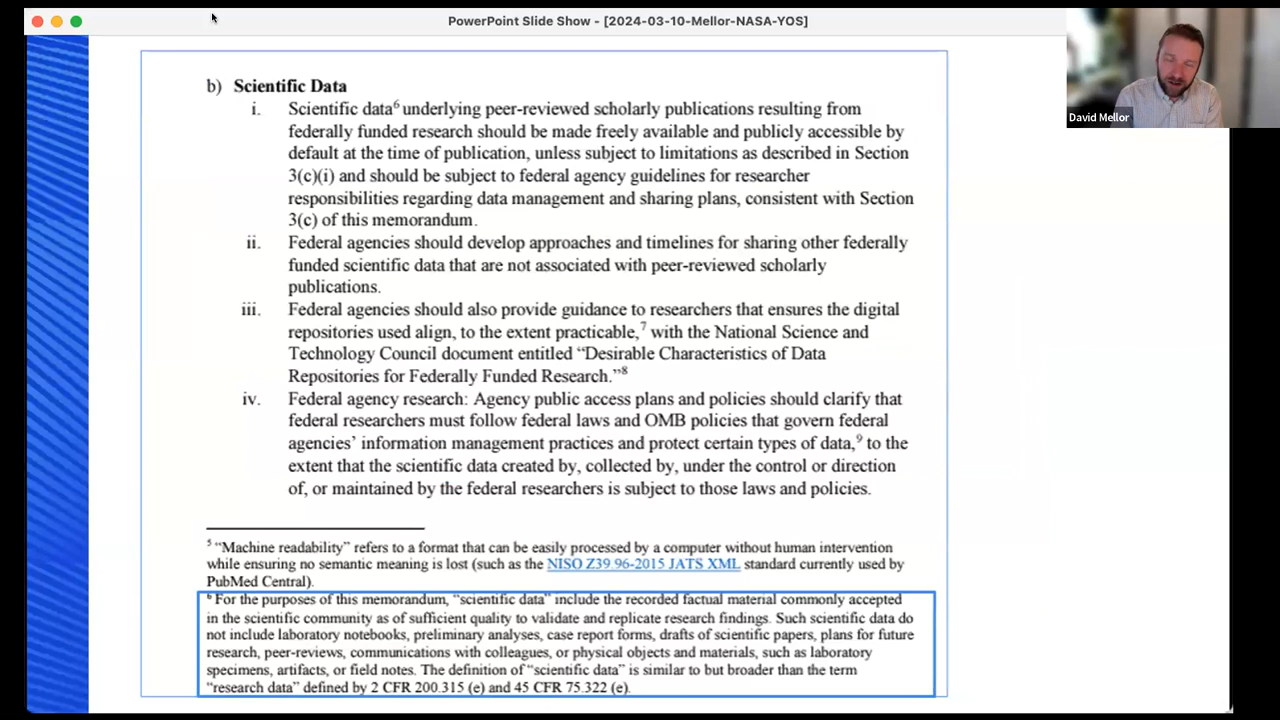 PowerPoint Slide Show - [2024-03-10-Mellor-NASA-YOS]
David Mellor
b) Scientific Data
i. Scientific data⁶ underlying peer-reviewed scholarly publications resulting from
federally funded research should be made freely available and publicly accessible by
default at the time of publication, unless subject to limitations as described in Section
3(c)(i) and should be subject to federal agency guidelines for researcher
responsibilities regarding data management and sharing plans, consistent with Section
3(c) of this memorandum.
ii. Federal agencies should develop approaches and timelines for sharing other federally
funded scientific data that are not associated with peer-reviewed scholarly
publications.
iii. Federal agencies should also provide guidance to researchers that ensures the digital
repositories used align, to the extent practicable,⁷ with the National Science and
Technology Council document entitled “Desirable Characteristics of Data
Repositories for Federally Funded Research.”⁸
iv. Federal agency research: Agency public access plans and policies should clarify that
federal researchers must follow federal laws and OMB policies that govern federal
agencies’ information management practices and protect certain types of data,⁹ to the
extent that the scientific data created by, collected by, under the control or direction
of, or maintained by the federal researchers is subject to those laws and policies.
⁵ “Machine readability” refers to a format that can be easily processed by a computer without human intervention
while ensuring no semantic meaning is lost (such as the NISO Z39.96-2015 JATS XML standard currently used by
PubMed Central).
⁶ For the purposes of this memorandum, “scientific data” include the recorded factual material commonly accepted
in the scientific community as of sufficient quality to validate and replicate research findings. Such scientific data do
not include laboratory notebooks, preliminary analyses, case report forms, drafts of scientific papers, plans for future
research, peer-reviews, communications with colleagues, or physical objects and materials, such as laboratory
specimens, artifacts, or field notes. The definition of “scientific data” is similar to but broader than the term
“research data” defined by 2 CFR 200.315 (e) and 45 CFR 75.322 (e).